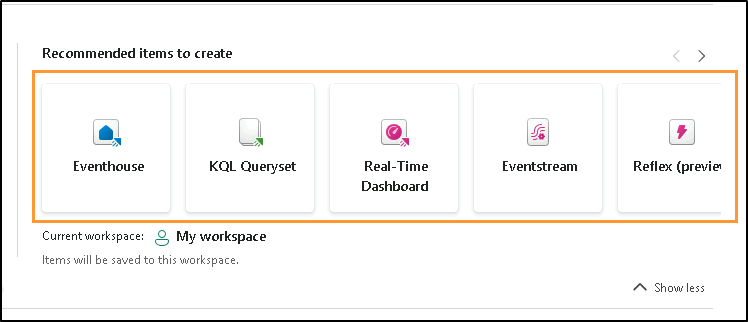 Recommended items to create
Eventhouse
KQL Queryset
Real-Time
Dashboard
Eventstream
Reflex (previe
Current workspace: My workspace
Items will be saved to this workspace.
Show less